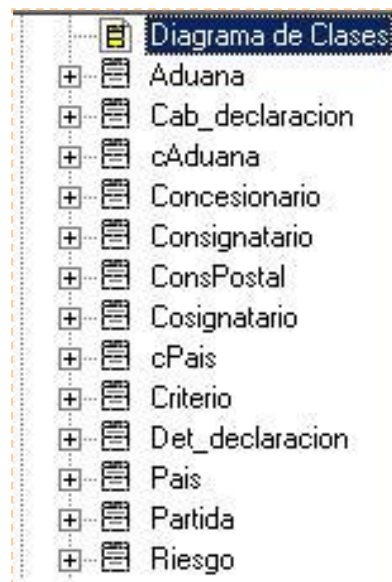 Diagrama de Clases
Aduana
Cab_declaracion
cAduana
Concesionario
Consignatario
ConsPostal
Cosignatario
cPais
Criterio
Det_declaracion
Pais
Partida
Riesgo